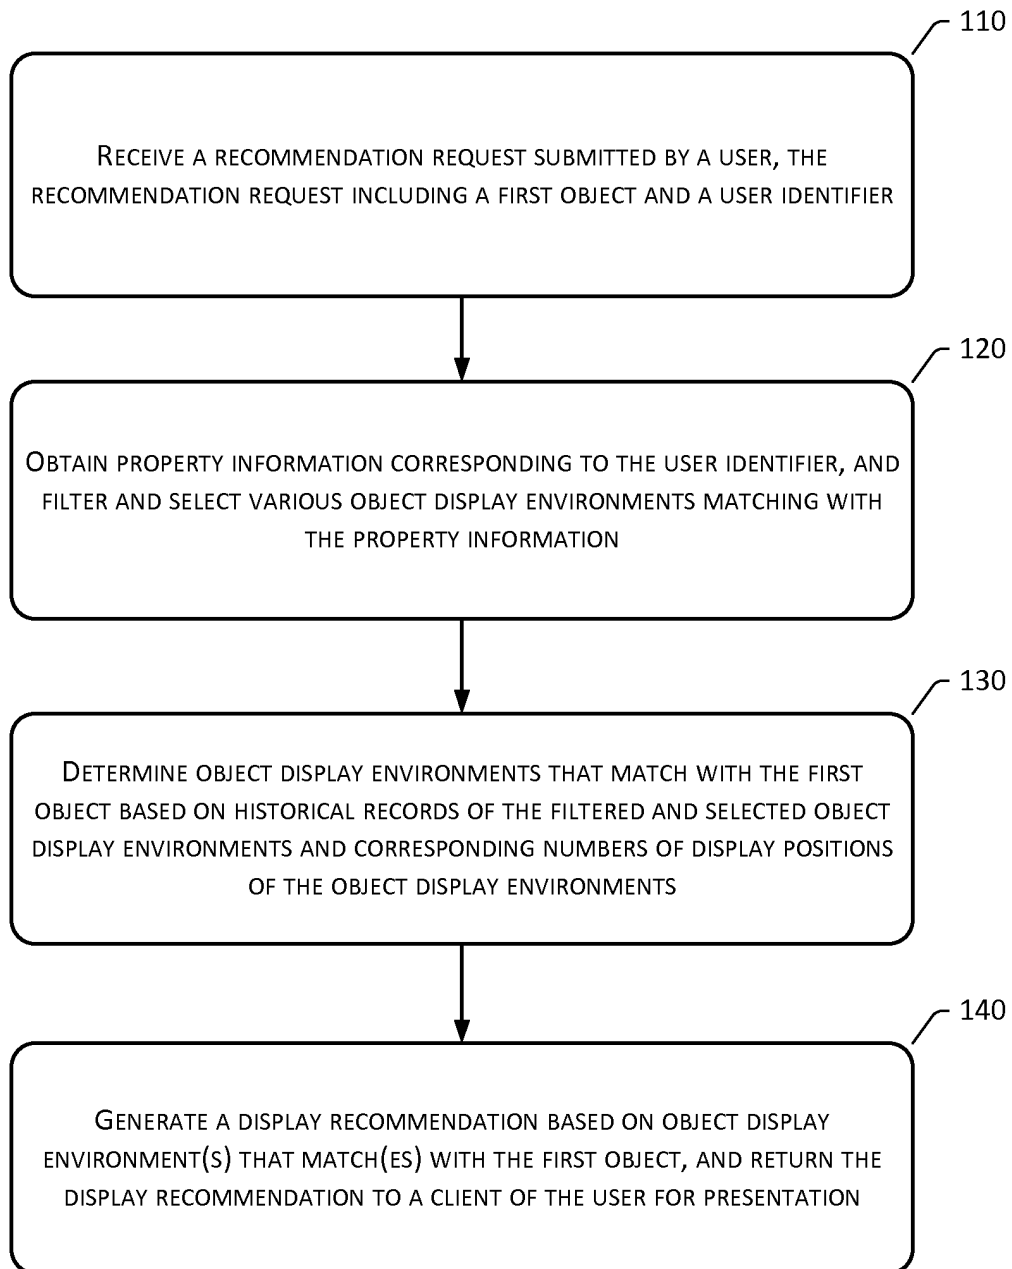 110
RECEIVE A RECOMMENDATION REQUEST SUBMITTED BY A USER, THE
RECOMMENDATION REQUEST INCLUDING A FIRST OBJECT AND A USER IDENTIFIER
120
OBTAIN PROPERTY INFORMATION CORRESPONDING TO THE USER IDENTIFIER, AND
FILTER AND SELECT VARIOUS OBJECT DISPLAY ENVIRONMENTS MATCHING WITH
THE PROPERTY INFORMATION
130
DETERMINE OBJECT DISPLAY ENVIRONMENTS THAT MATCH WITH THE FIRST
OBJECT BASED ON HISTORICAL RECORDS OF THE FILTERED AND SELECTED OBJECT
DISPLAY ENVIRONMENTS AND CORRESPONDING NUMBERS OF DISPLAY POSITIONS
OF THE OBJECT DISPLAY ENVIRONMENTS
140
GENERATE A DISPLAY RECOMMENDATION BASED ON OBJECT DISPLAY
ENVIRONMENT(S) THAT MATCH(ES) WITH THE FIRST OBJECT, AND RETURN THE
DISPLAY RECOMMENDATION TO A CLIENT OF THE USER FOR PRESENTATION